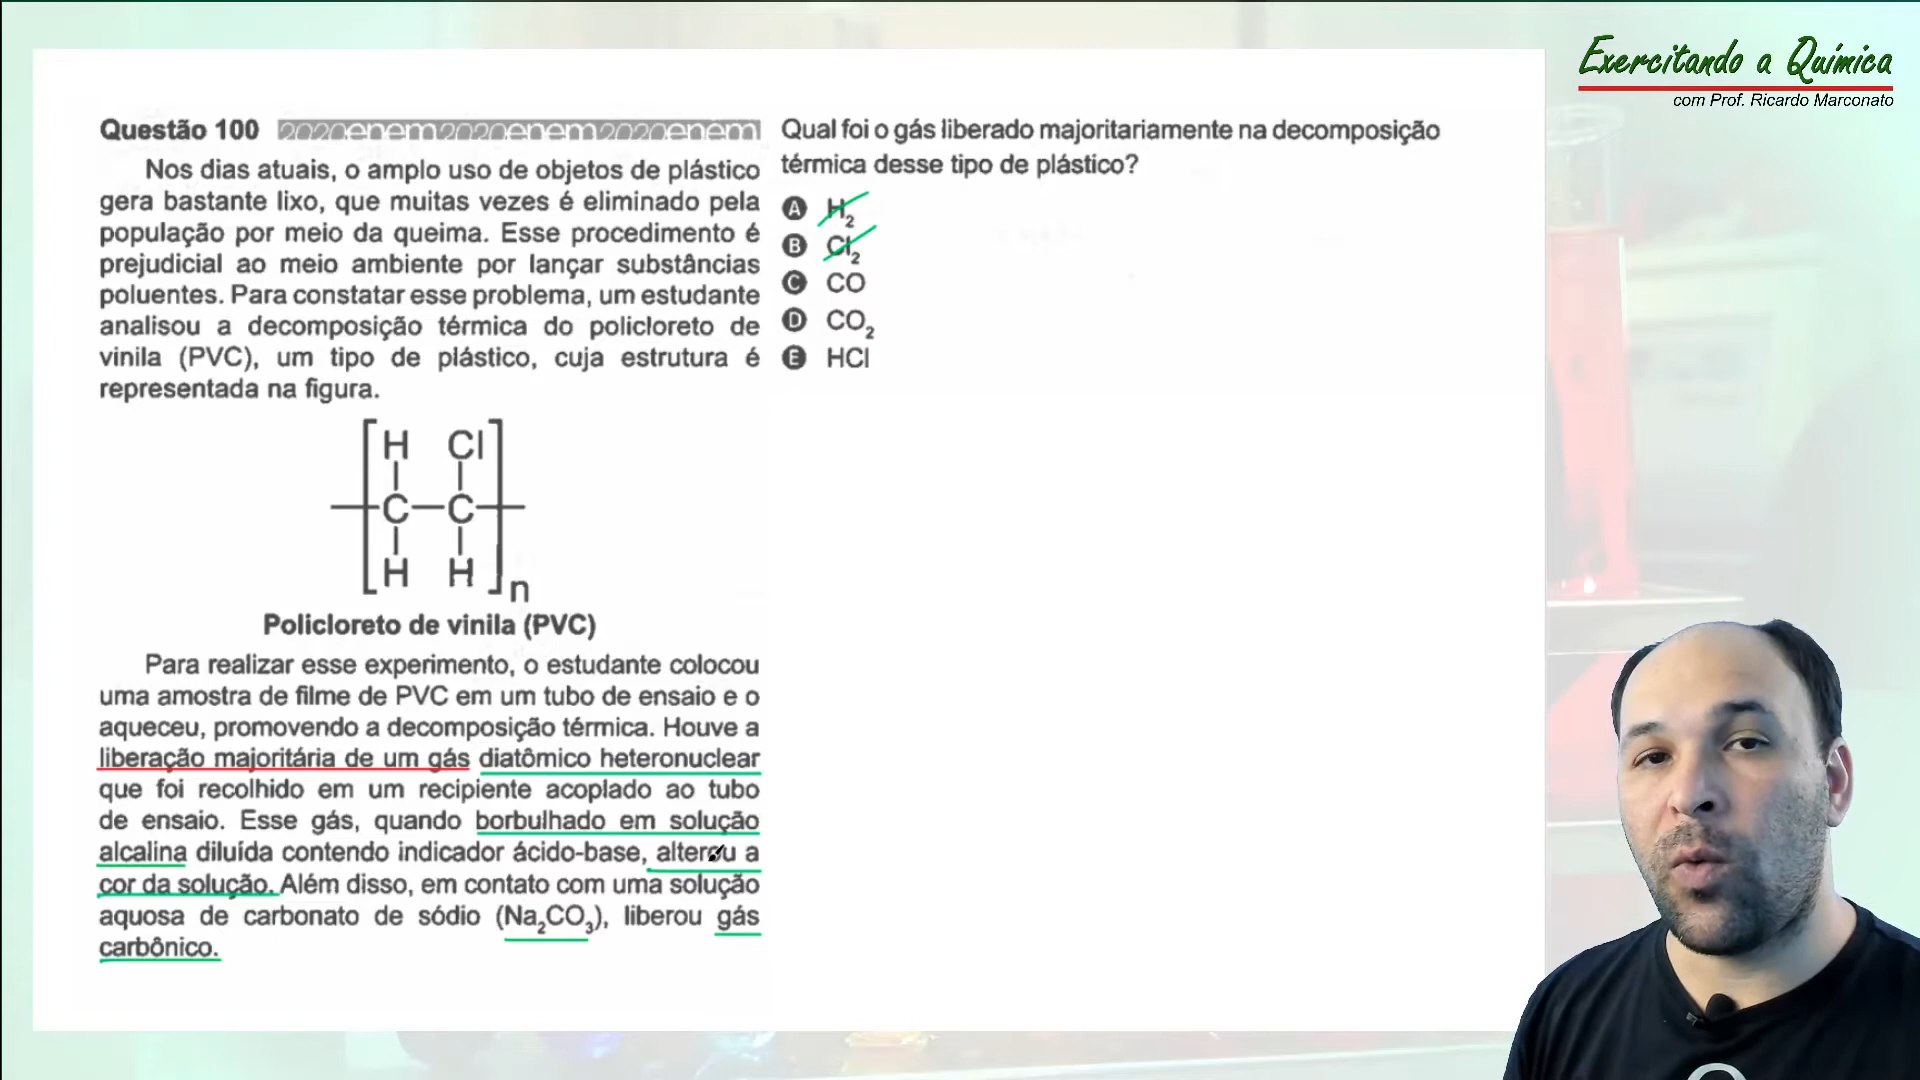 Exercitando a Química
com Prof. Ricardo Marconato
Questão 100 2020enem2020enem2020enem
Nos dias atuais, o amplo uso de objetos de plástico
gera bastante lixo, que muitas vezes é eliminado pela
população por meio da queima. Esse procedimento é
prejudicial ao meio ambiente por lançar substâncias
poluentes. Para constatar esse problema, um estudante
analisou a decomposição térmica do policloreto de
vinila (PVC), um tipo de plástico, cuja estrutura é
representada na figura.
H Cl
C C
H H
n
Policloreto de vinila (PVC)
Para realizar esse experimento, o estudante colocou
uma amostra de filme de PVC em um tubo de ensaio e o
aqueceu, promovendo a decomposição térmica. Houve a
liberação majoritária de um gás diatômico heteronuclear
que foi recolhido em um recipiente acoplado ao tubo
de ensaio. Esse gás, quando borbulhado em solução
alcalina diluída contendo indicador ácido-base, alterou a
cor da solução. Além disso, em contato com uma solução
aquosa de carbonato de sódio (Na₂CO₃), liberou gás
carbônico.
Qual foi o gás liberado majoritariamente na decomposição
térmica desse tipo de plástico?
A H₂
B Cl₂
C CO
D CO₂
E HCl